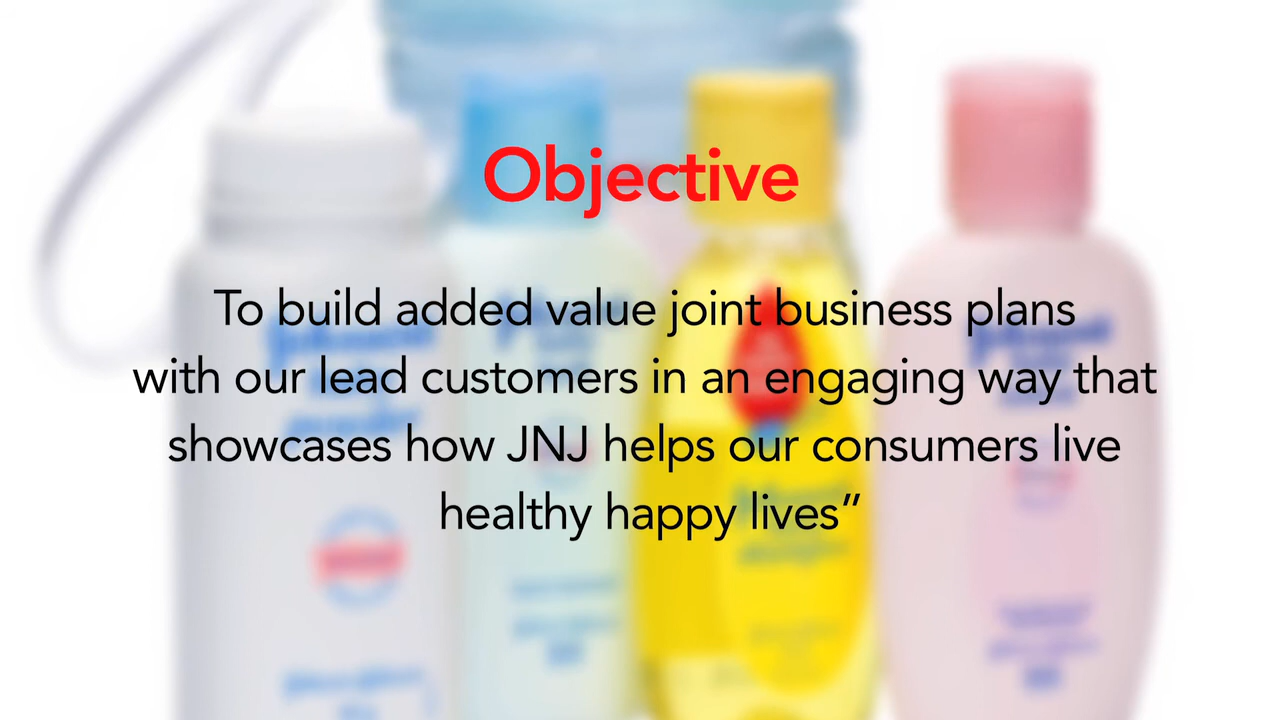 Objective
To build added value joint business plans
with our lead customers in an engaging way that
showcases how JNJ helps our consumers live
healthy happy lives”